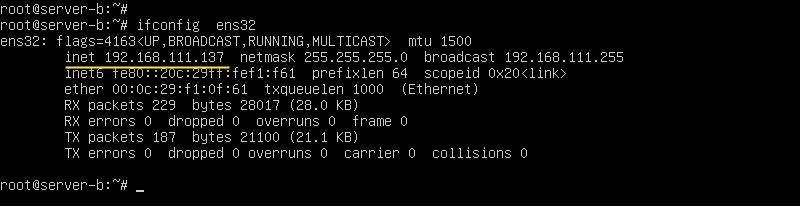 root@server-b:~#
root@server-b:~# ifconfig  ens32
ens32: flags=4163<UP,BROADCAST,RUNNING,MULTICAST>  mtu 1500
inet 192.168.111.137  netmask 255.255.255.0  broadcast 192.168.111.255
inet6 fe80::20c:29ff:fef1:f61  prefixlen 64  scopeid 0x20<link>
ether 00:0c:29:f1:0f:61  txqueuelen 1000  (Ethernet)
RX packets 229  bytes 28017 (28.0 KB)
RX errors 0  dropped 0  overruns 0  frame 0
TX packets 187  bytes 21100 (21.1 KB)
TX errors 0  dropped 0 overruns 0  carrier 0  collisions 0
root@server-b:~# _